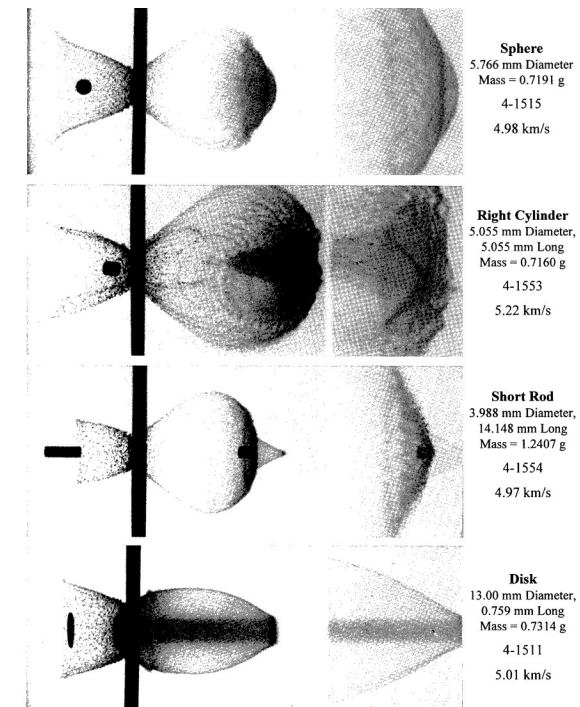 Sphere
5.766 mm Diameter
Mass = 0.7191 g
4-1515
4.98 km/s
Right Cylinder
5.055 mm Diameter,
5.055 mm Long
Mass = 0.7160 g
4-1553
5.22 km/s
Short Rod
3.988 mm Diameter,
14.148 mm Long
Mass = 1.2407 g
4-1554
4.97 km/s
Disk
13.00 mm Diameter,
0.759 mm Long
Mass = 0.7314 g
4-1511
5.01 km/s